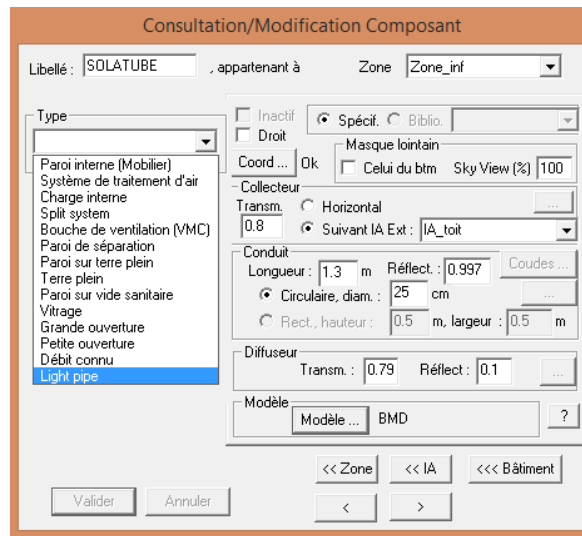 Consultation/Modification Composant
Libellé : SOLATUBE , appartenant à Zone Zone_inf
Type
Paroi interne (Mobilier)
Système de traitement d'air
Charge interne
Split system
Bouche de ventilation (VMC)
Paroi de séparation
Paroi sur terre plein
Terre plein
Paroi sur vide sanitaire
Vitrage
Grande ouverture
Petite ouverture
Débit connu
Light pipe
Inactif Spécif. Biblio.
Droit
Masque lointain
Coord ... Ok Celui du btm Sky View (%) 100
Collecteur
Transm. Horizontal ...
0.8 Suivant IA Ext : IA_toit
Conduit
Longueur : 1.3 m Réflect. : 0.997 Coudes ...
Circulaire, diam. : 25 cm ...
Rect., hauteur : 0.5 m, largeur : 0.5 m
Diffuseur
Transm. : 0.79 Réflect : 0.1 ...
Modèle
Modèle ... BMD ?
<< Zone << IA <<< Bâtiment
Valider Annuler < >